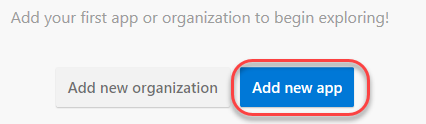 Add your first app or organization to begin exploring!
Add new organization Add new app